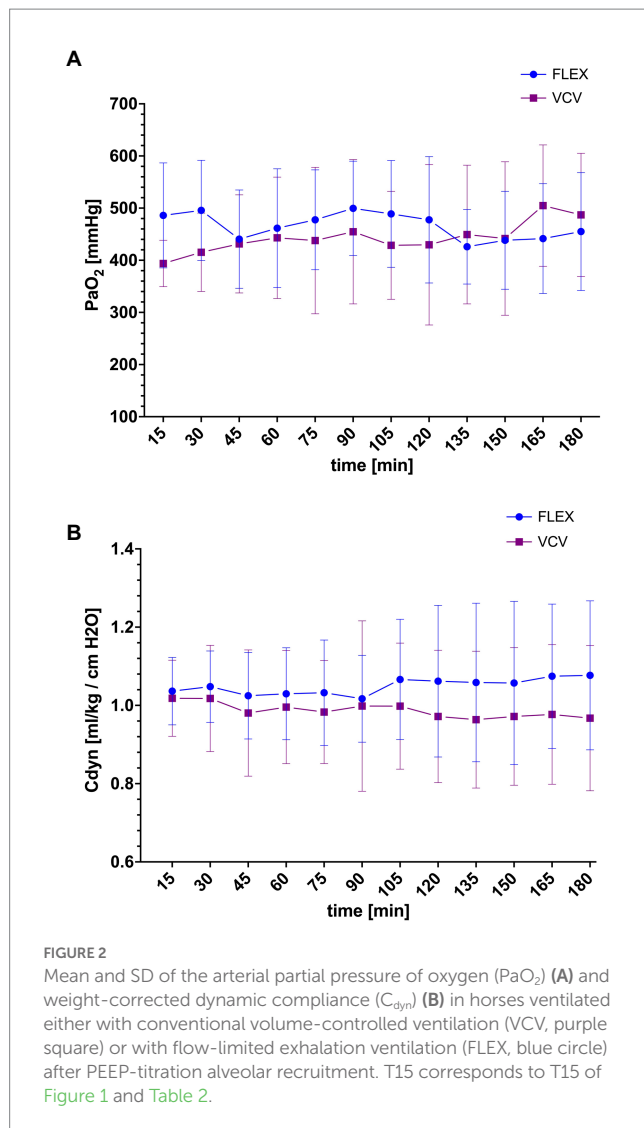 A
FLEX
VCV
700
600
500
400
300
200
100
PaO2 [mmHg]
15 30 45 60 75 90 105 120 135 150 165 180
time [min]
B
FLEX
VCV
1.4
1.2
1.0
0.8
0.6
Cdyn [ml/kg / cm H2O]
15 30 45 60 75 90 105 120 135 150 165 180
time [min]
FIGURE 2
Mean and SD of the arterial partial pressure of oxygen (PaO2) (A) and
weight-corrected dynamic compliance (Cdyn) (B) in horses ventilated
either with conventional volume-controlled ventilation (VCV, purple
square) or with flow-limited exhalation ventilation (FLEX, blue circle)
after PEEP-titration alveolar recruitment. T15 corresponds to T15 of
Figure 1 and Table 2.